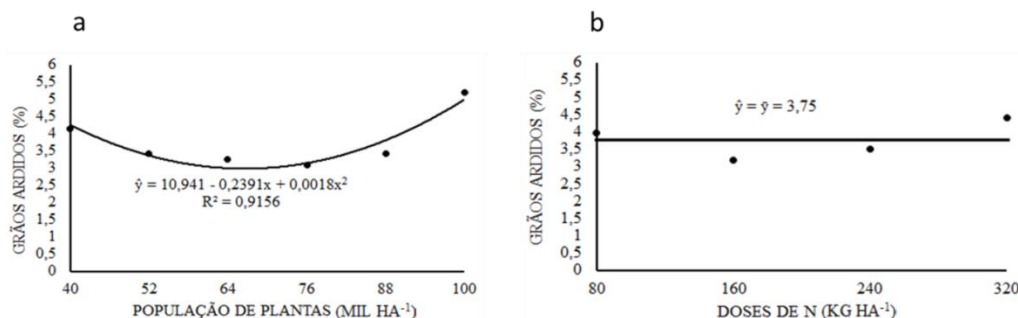 a
b
GRÃOS ARDIDOS (%)
6
5,5
5
4,5
4
3,5
3
2,5
2
1,5
1
0,5
0
ŷ = 10,941 - 0,2391x + 0,0018x²
R² = 0,9156
40 52 64 76 88 100
POPULAÇÃO DE PLANTAS (MIL HA⁻¹)
GRÃOS ARDIDOS (%)
6
5,5
5
4,5
4
3,5
3
2,5
2
1,5
1
0,5
0
ŷ = ȳ = 3,75
80 160 240 320
DOSES DE N (KG HA⁻¹)